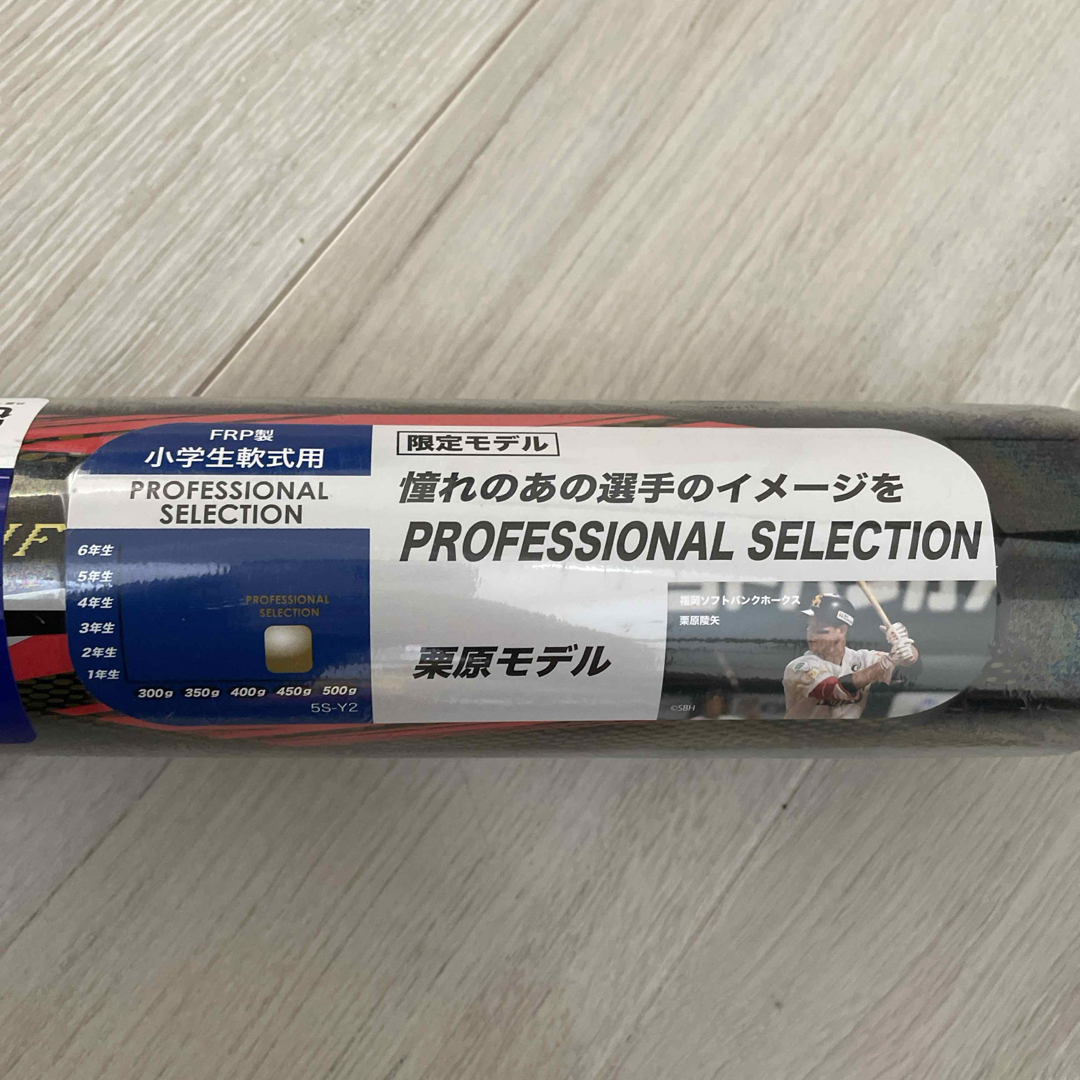 FRP製
小学生軟式用
PROFESSIONAL
SELECTION
6年生
5年生
4年生
3年生
2年生
1年生
PROFESSIONAL
SELECTION
300g 350g 400g 450g 500g
5S-Y2
限定モデル
憧れのあの選手のイメージを
PROFESSIONAL SELECTION
栗原モデル
福岡ソフトバンクホークス
栗原陵矢
©SBH